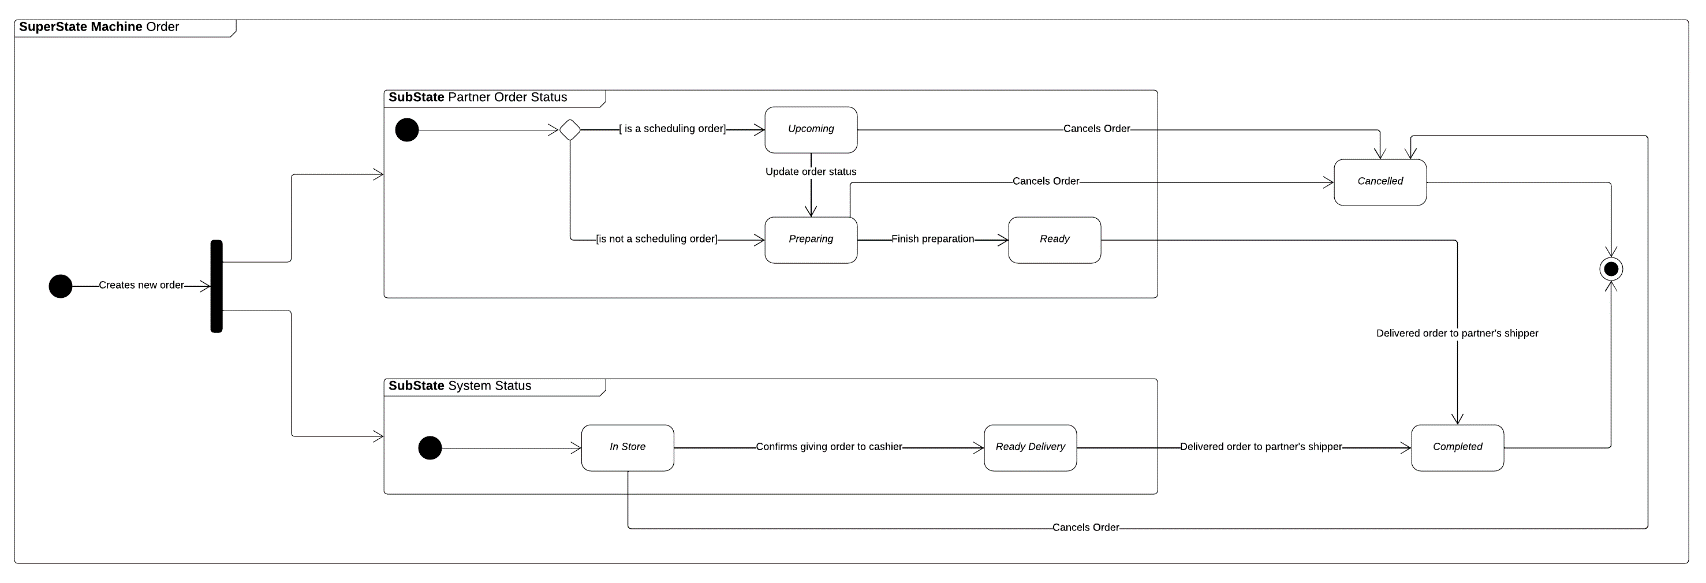 SuperState Machine Order
SubState Partner Order Status
[ is a scheduling order]
Upcoming
Cancels Order
Update order status
Cancels Order
Cancelled
[is not a scheduling order]
Preparing
Finish preparation
Ready
Creates new order
Delivered order to partner's shipper
SubState System Status
In Store
Confirms giving order to cashier
Ready Delivery
Delivered order to partner's shipper
Completed
Cancels Order